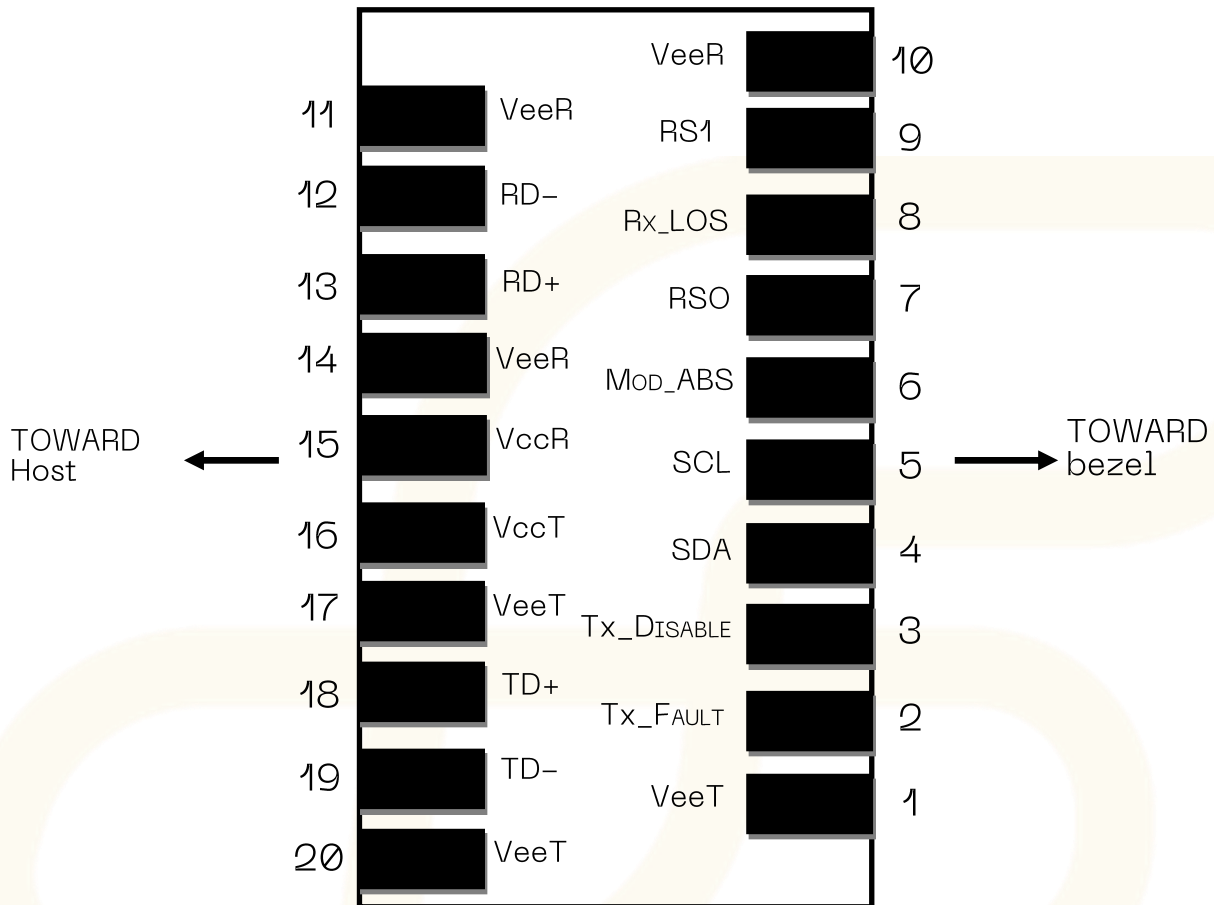 VeeR 10
11 VeeR
RS1 9
12 RD-
Rx_LOS 8
13 RD+
RSO 7
14 VeeR
Mod_ABS 6
15 VccR
TOWARD
Host
SCL 5
TOWARD
bezel
16 VccT
SDA 4
17 VeeT
Tx_Disable 3
18 TD+
Tx_Fault 2
19 TD-
VeeT 1
20 VeeT